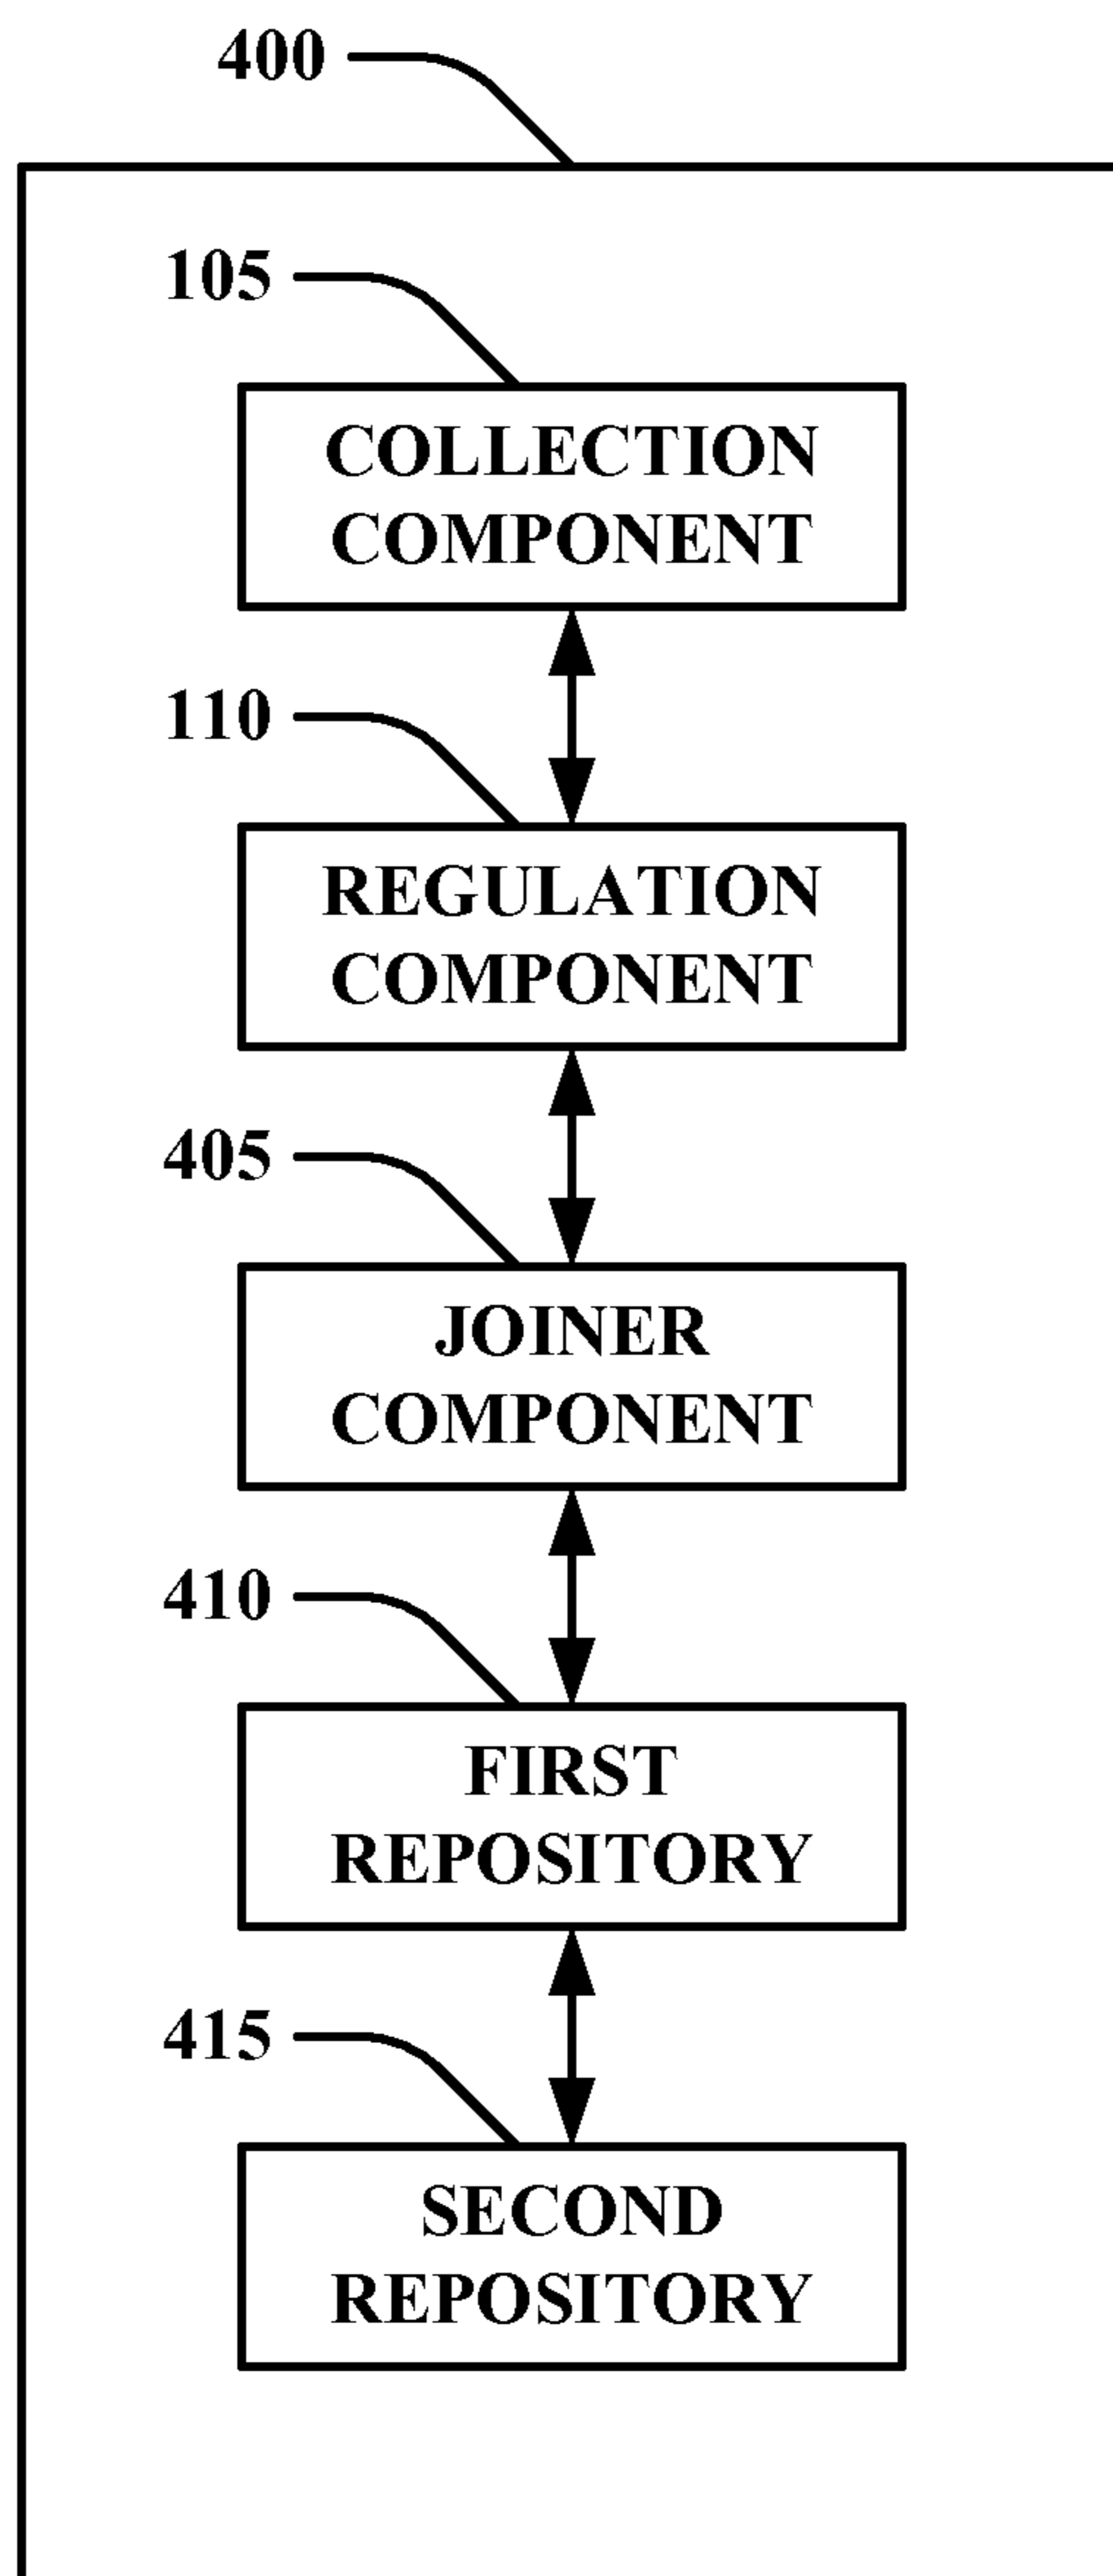 400
105
COLLECTION
COMPONENT
110
REGULATION
COMPONENT
405
JOINER
COMPONENT
410
FIRST
REPOSITORY
415
SECOND
REPOSITORY